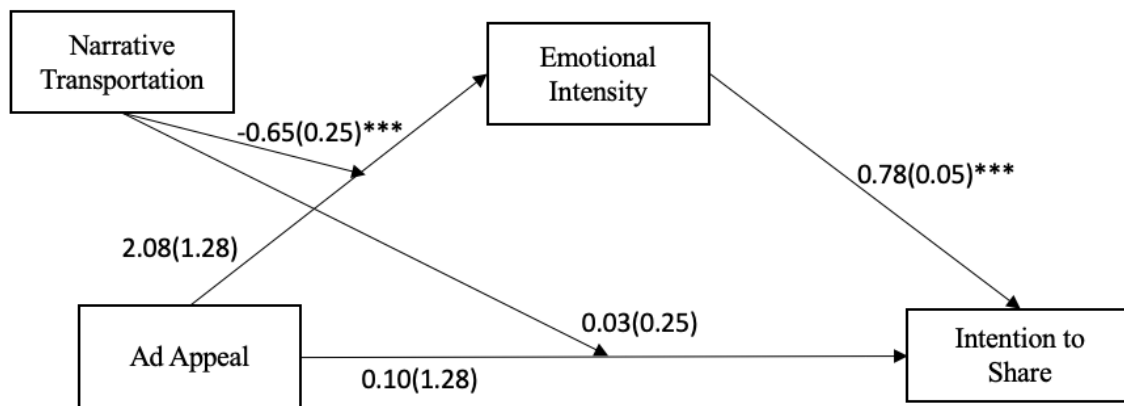 Narrative
Transportation
Emotional
Intensity
-0.65(0.25)***
0.78(0.05)***
2.08(1.28)
0.03(0.25)
Ad Appeal
0.10(1.28)
Intention to
Share